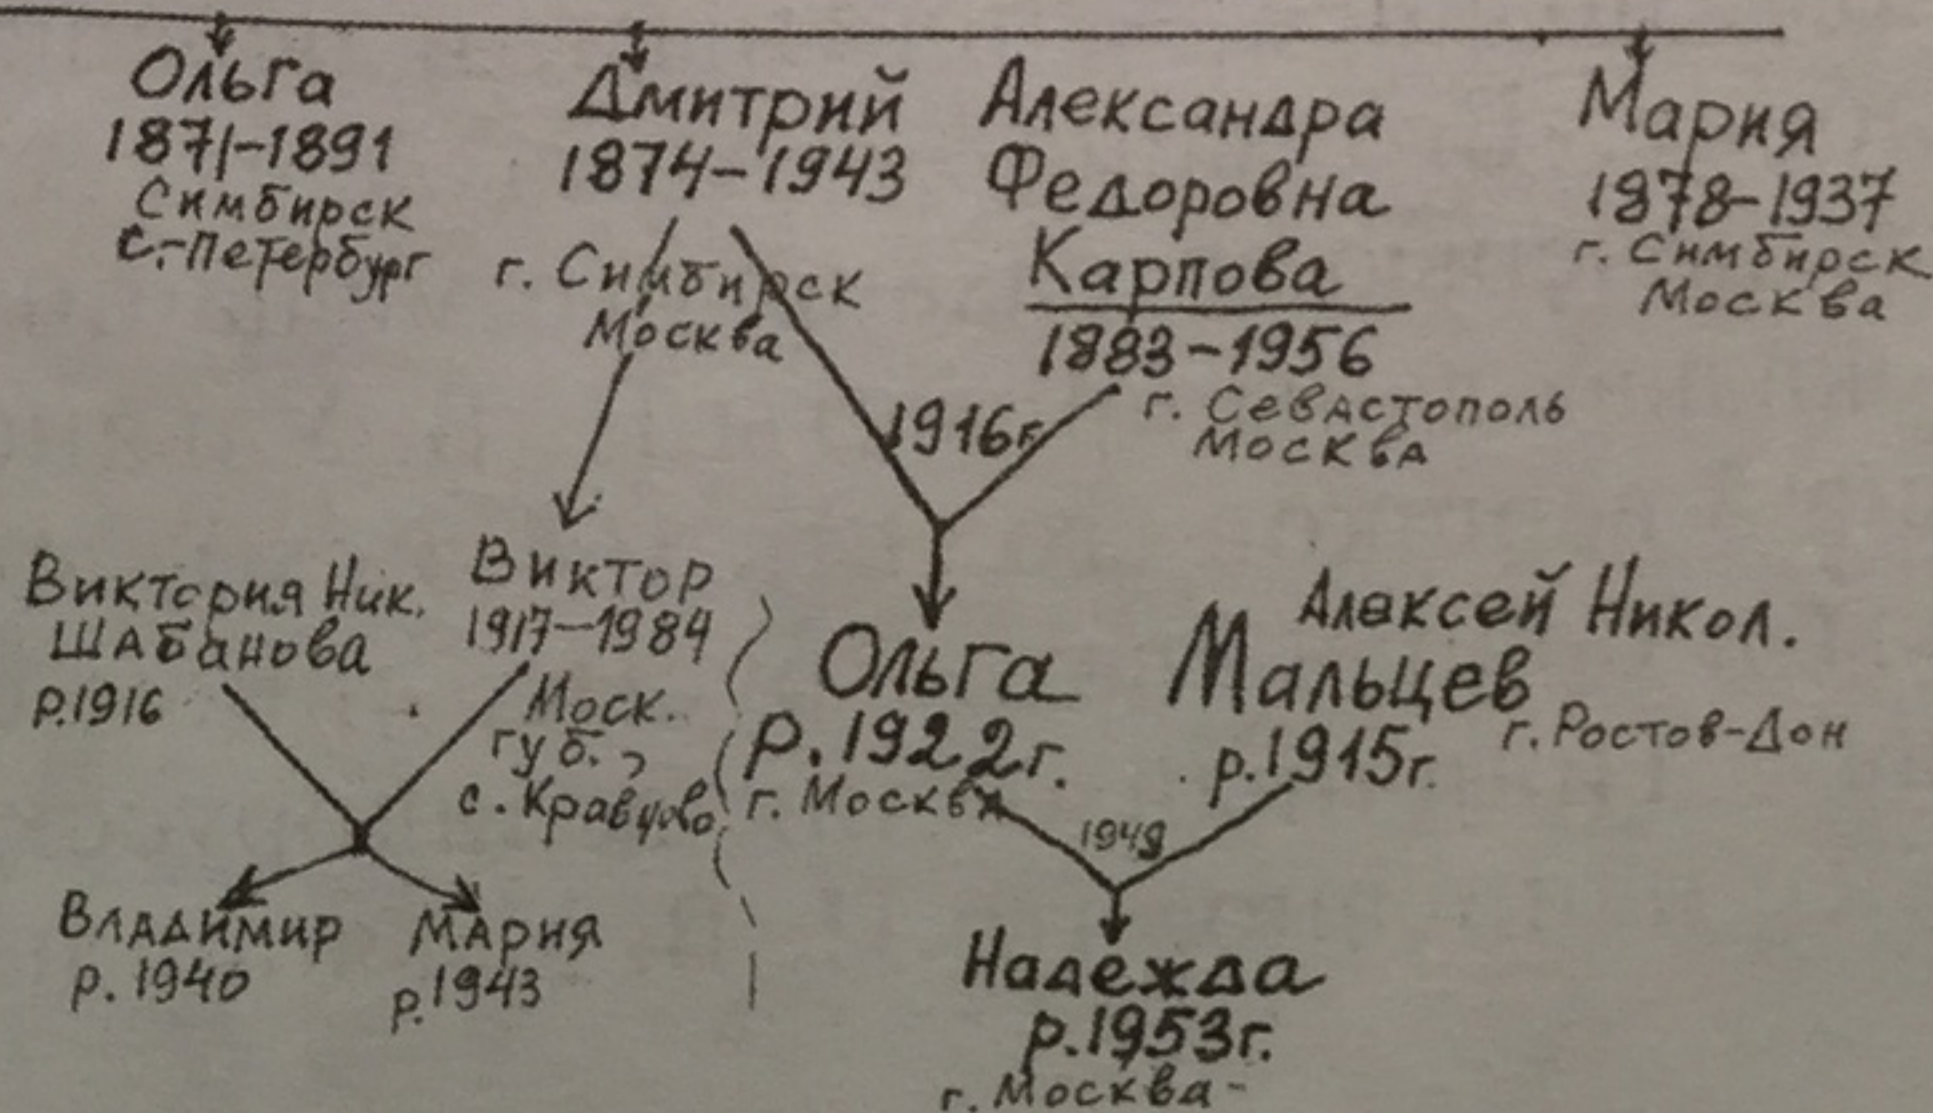 Ольга
1871-1891
Симбирск
С.-Петербург
Дмитрий
1874-1943
г. Симбирск
Москва
Александра
Федоровна
Карпова
1883-1956
г. Севастополь
Москва
Мария
1878-1937
г. Симбирск
Москва
1916г
Виктория Ник.
Шабанова
р.1916
Виктор
1917-1984
Моск.
губ.,
с. Кравцово
Ольга
р.1922г.
г. Москва
Алексей Никол.
Мальцев
р.1915г.
г. Ростов-Дон
1949
Владимир
р. 1940
Мария
р.1943
Надежда
р.1953г.
г. Москва-